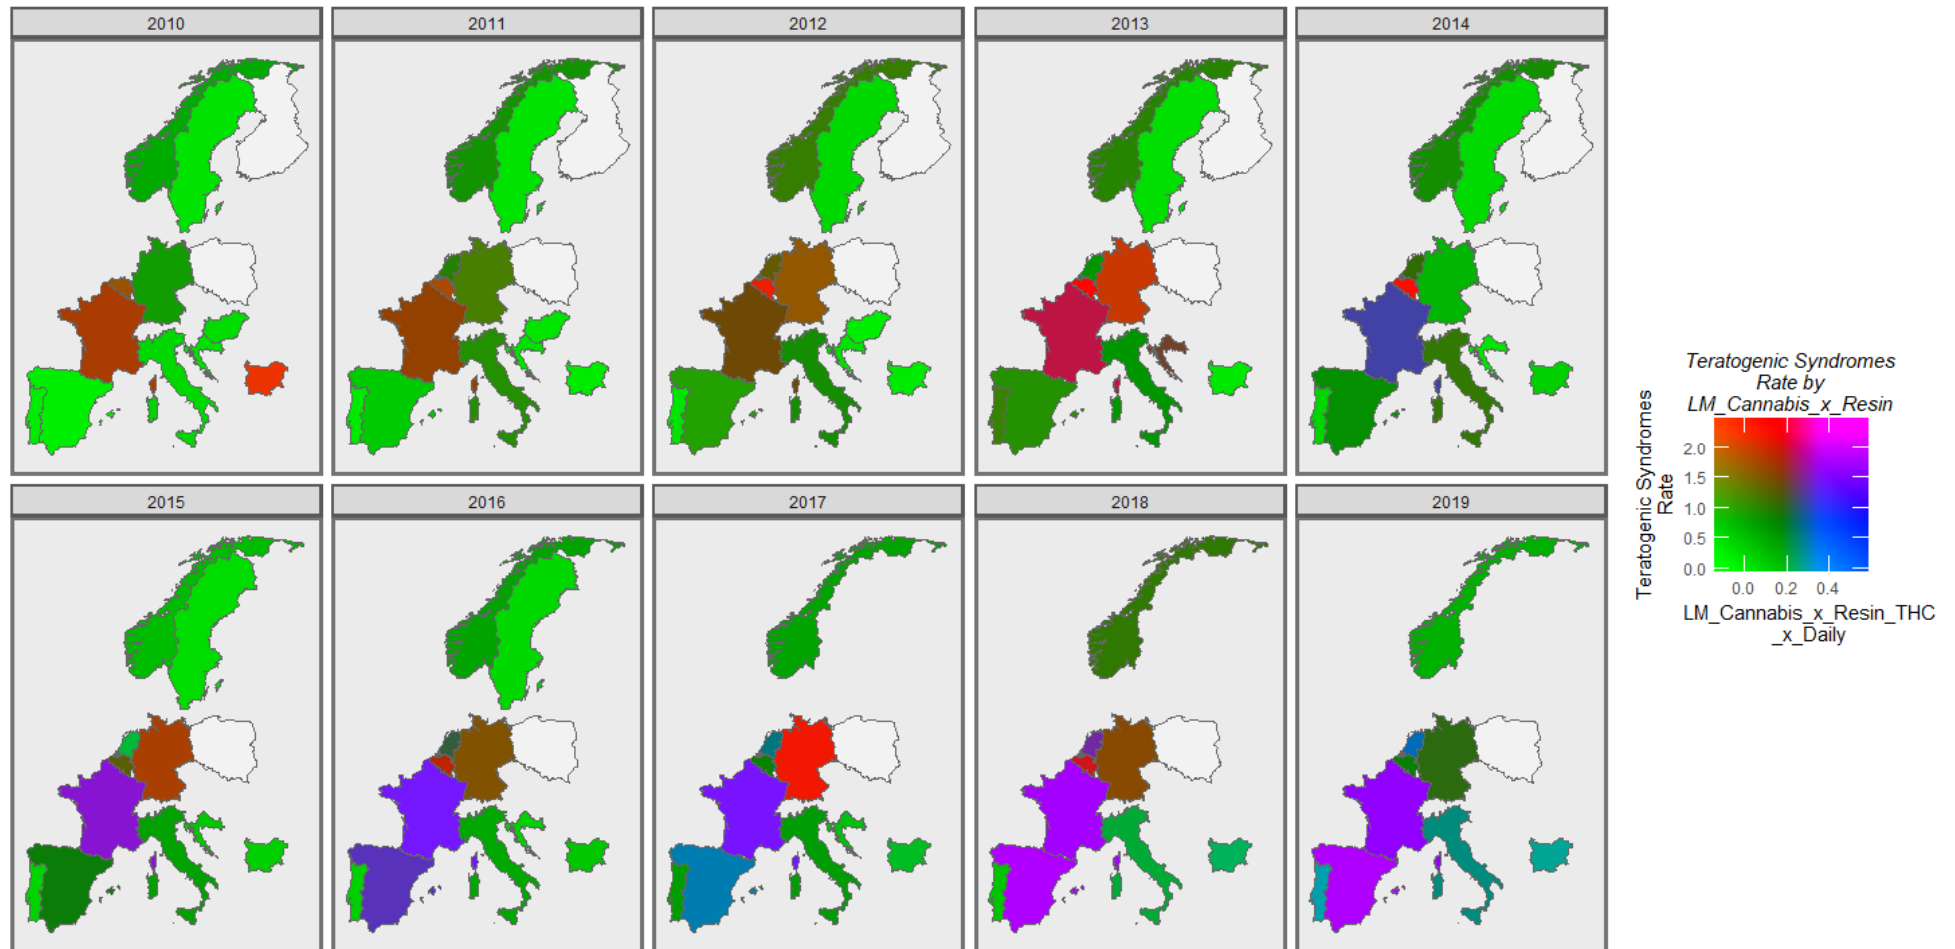 2010
2011
2012
2013
2014
2015
2016
2017
2018
2019
Teratogenic Syndromes
Rate by
LM_Cannabis_x_Resin
Teratogenic Syndromes
Rate
2.0
1.5
1.0
0.5
0.0
0.0 0.2 0.4
LM_Cannabis_x_Resin_THC
_x_Daily